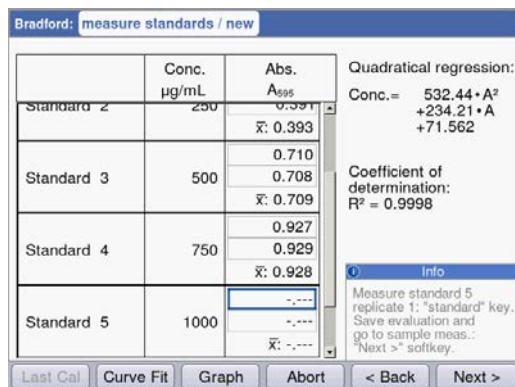 Bradford: measure standards / new
Conc. Abs.
µg/mL A₅₉₅
Standard 2 250 0.391
x̅: 0.393
0.710
Standard 3 500 0.708
x̅: 0.709
0.927
Standard 4 750 0.929
x̅: 0.928
-.---
Standard 5 1000 -.---
x̅: -.---
Quadratical regression:
Conc.= 532.44•A²
+234.21•A
+71.562
Coefficient of
determination:
R² = 0.9998
Info
Measure standard 5
replicate 1: "standard" key.
Save evaluation and
go to sample meas.:
"Next >" softkey.
Last Cal Curve Fit Graph Abort < Back Next >